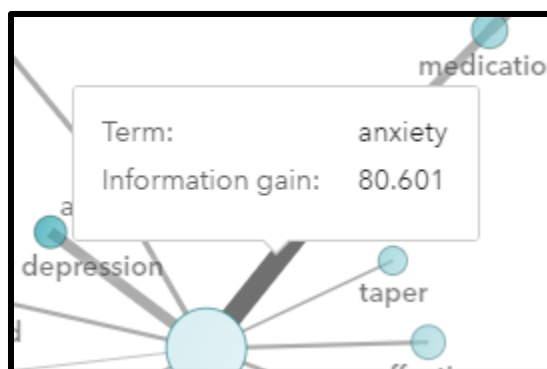 medicatio
Term: anxiety
Information gain: 80.601
a
depression
taper
d